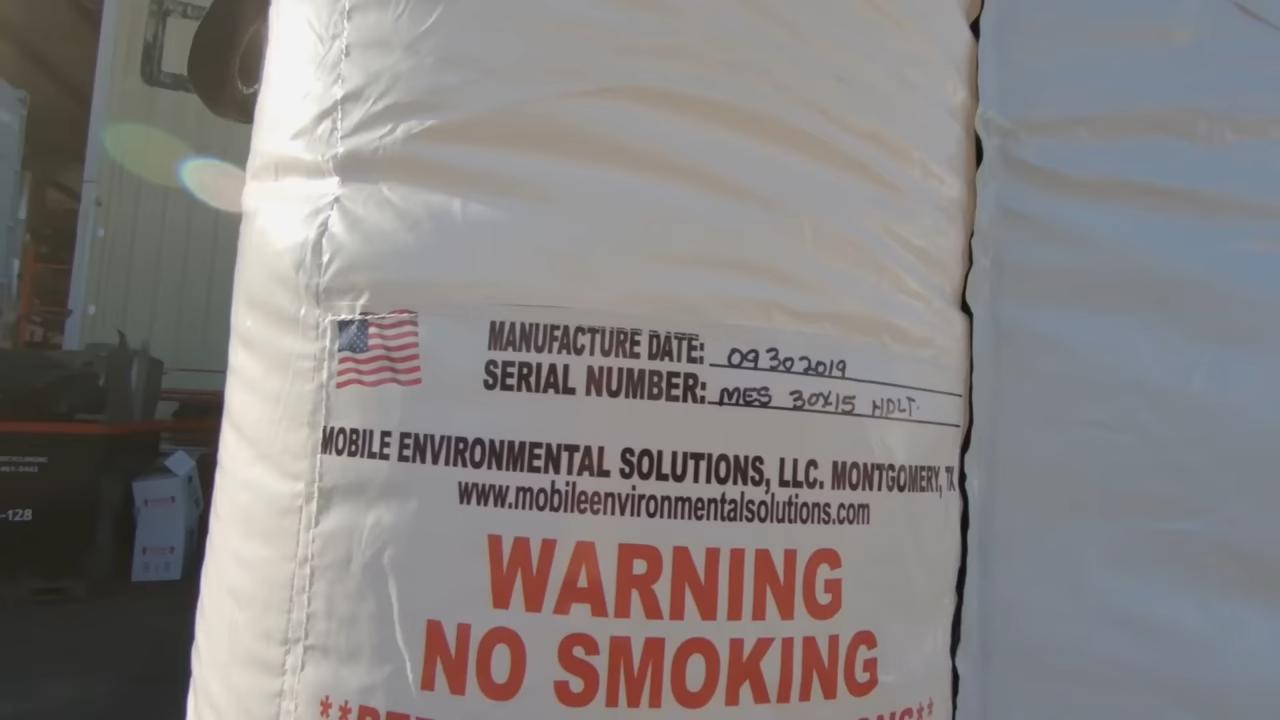 MANUFACTURE DATE: 09302019
SERIAL NUMBER: MES 30X15 HDLT.
MOBILE ENVIRONMENTAL SOLUTIONS, LLC. MONTGOMERY, TX
www.mobileenvironmentalsolutions.com
WARNING
NO SMOKING
-128